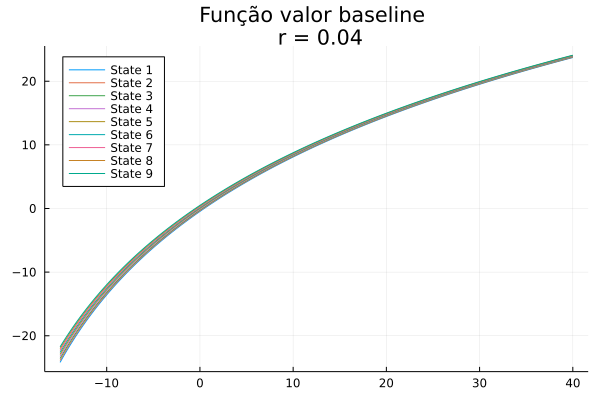 Função valor baseline
r = 0.04
State 1
State 2
State 3
State 4
State 5
State 6
State 7
State 8
State 9
20
10
0
−10
−20
−10
0
10
20
30
40